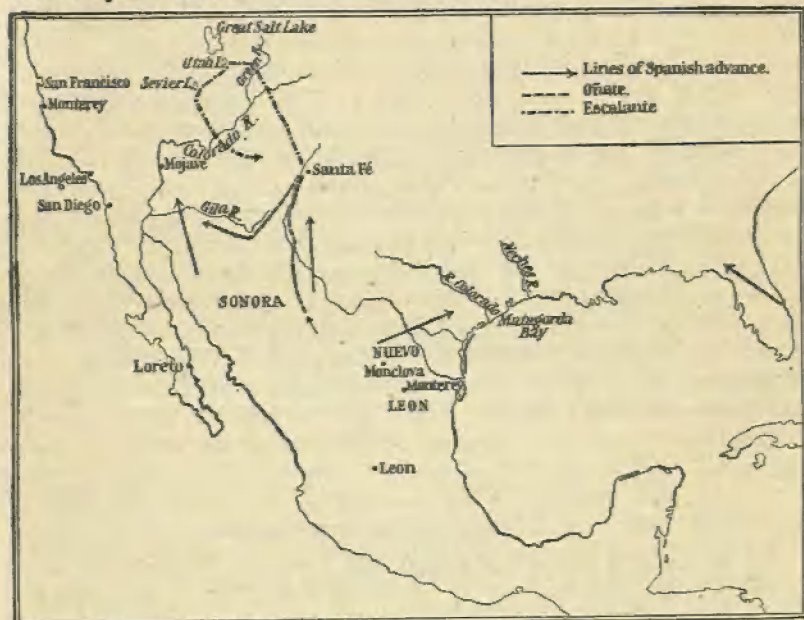 Great Salt Lake
Utah L.
Green R.
Sevier L.
San Francisco
Monterey
Colorado R.
Mojave
Los Angeles
San Diego
Santa Fé
Gila R.
Lines of Spanish advance.
Oñate.
Escalante
SONORA
R. Colorado
Neches R.
Matagorda
Bay
NUEVO
Monclova
Monterey
LEON
Loreto
Leon